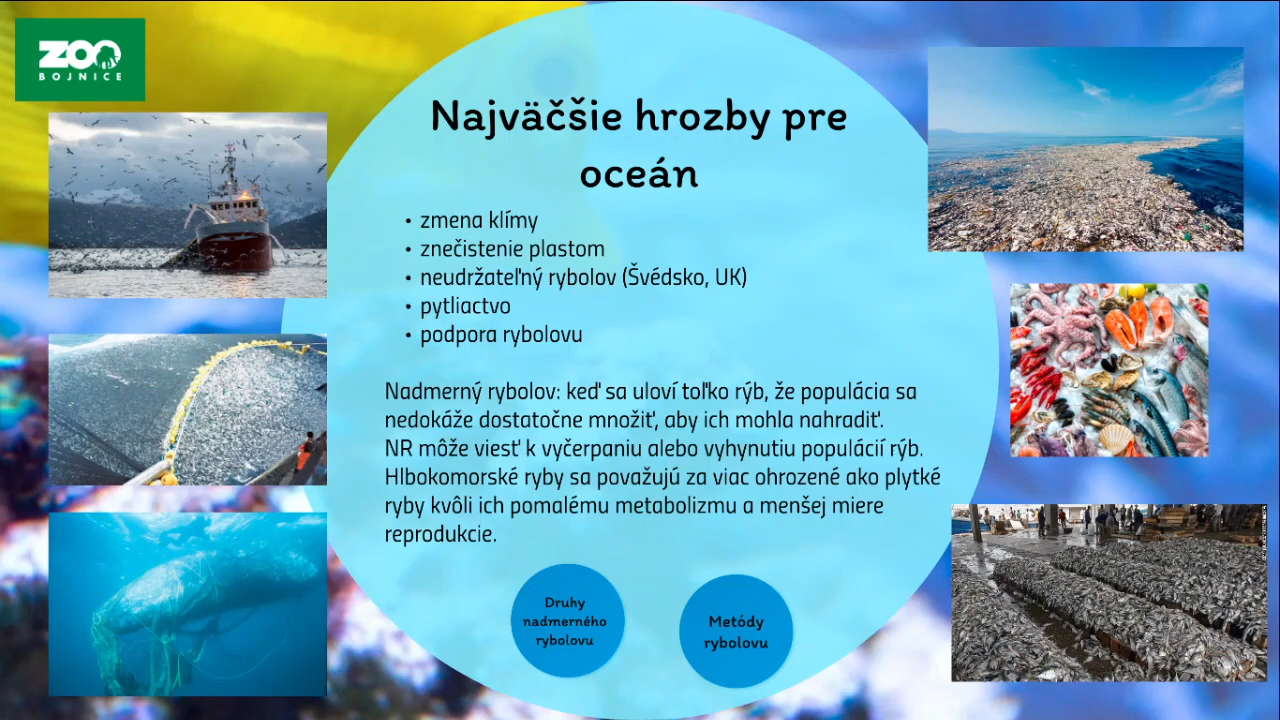 ZOO
BOJNICE
Najväčšie hrozby pre
oceán
• zmena klímy
• znečistenie plastom
• neudržateľný rybolov (Švédsko, UK)
• pytliactvo
• podpora rybolovu
Nadmerný rybolov: keď sa uloví toľko rýb, že populácia sa
nedokáže dostatočne množiť, aby ich mohla nahradiť.
NR môže viesť k vyčerpaniu alebo vyhynutiu populácií rýb.
Hlbokomorské ryby sa považujú za viac ohrozené ako plytké
ryby kvôli ich pomalému metabolizmu a menšej miere
reprodukcie.
Druhy
nadmerného
rybolovu
Metódy
rybolovu